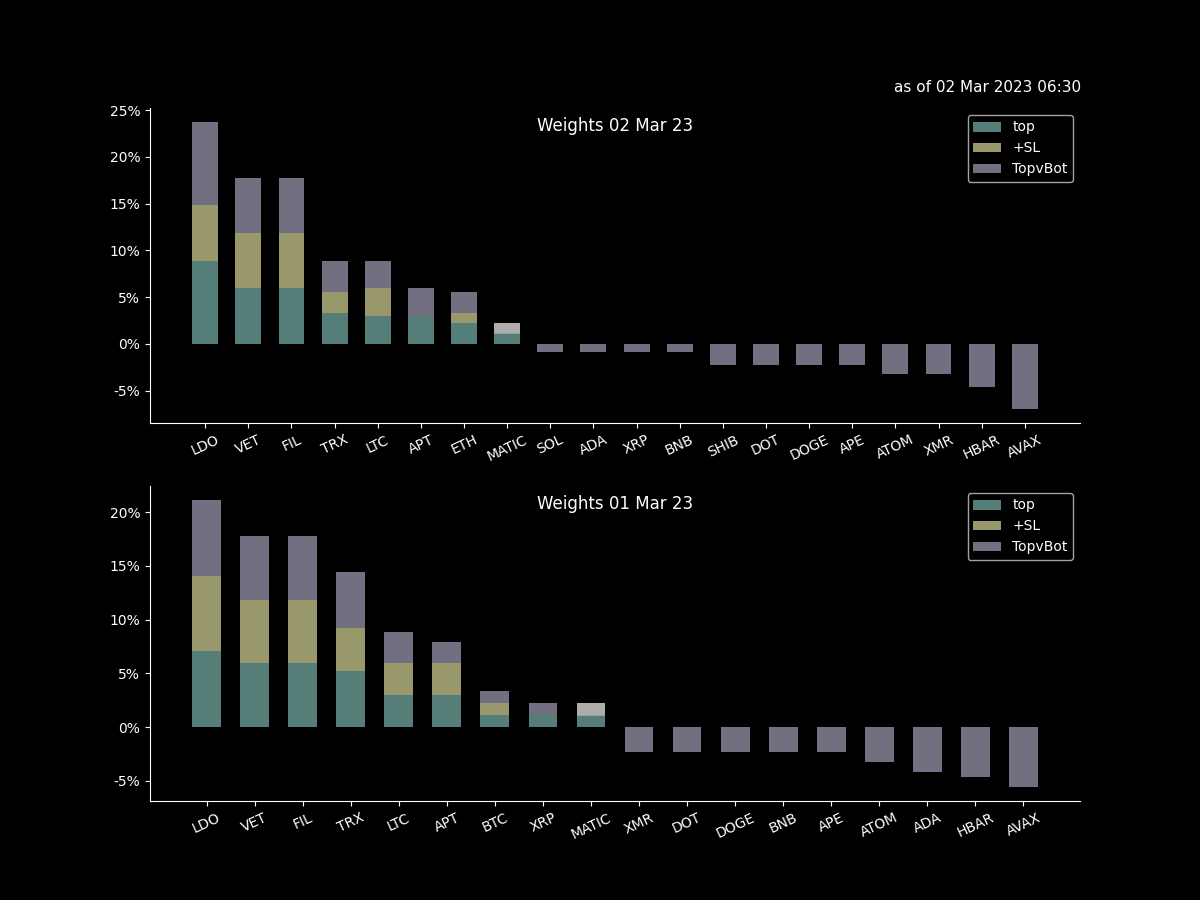 as of 02 Mar 2023 06:30
Weights 02 Mar 23
25%
20%
15%
10%
5%
0%
-5%
top
+SL
TopvBot
LDO VET FIL TRX LTC APT ETH MATIC SOL ADA XRP BNB SHIB DOT DOGE APE ATOM XMR HBAR AVAX
Weights 01 Mar 23
20%
15%
10%
5%
0%
-5%
top
+SL
TopvBot
LDO VET FIL TRX LTC APT BTC XRP MATIC XMR DOT DOGE BNB APE ATOM ADA HBAR AVAX